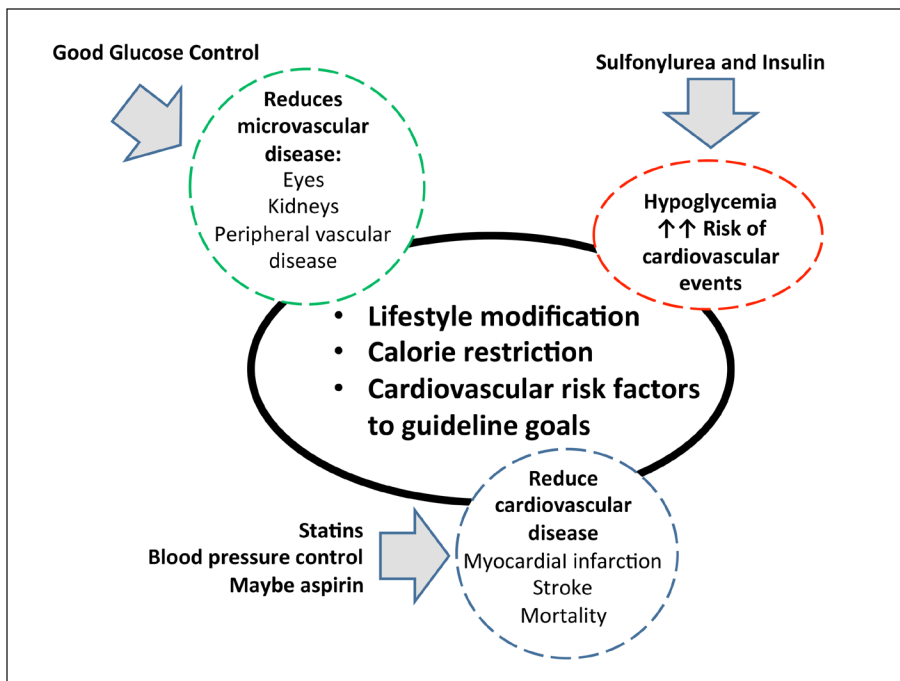 Good Glucose Control
Reduces
microvascular
disease:
Eyes
Kidneys
Peripheral vascular
disease
Sulfonylurea and Insulin
Hypoglycemia
↑↑ Risk of
cardiovascular
events
• Lifestyle modification
• Calorie restriction
• Cardiovascular risk factors
to guideline goals
Statins
Blood pressure control
Maybe aspirin
Reduce
cardiovascular
disease
Myocardial infarction
Stroke
Mortality